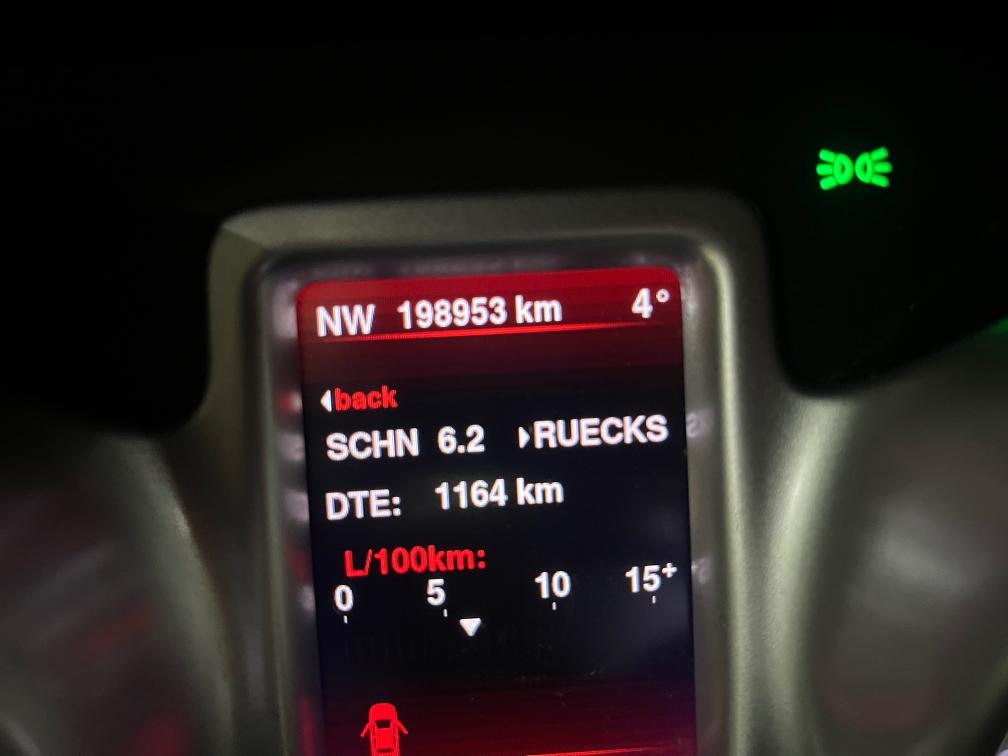 NW 198953 km 4°
back
SCHN 6.2 RUECKS
DTE: 1164 km
L/100km:
0 5 10 15+